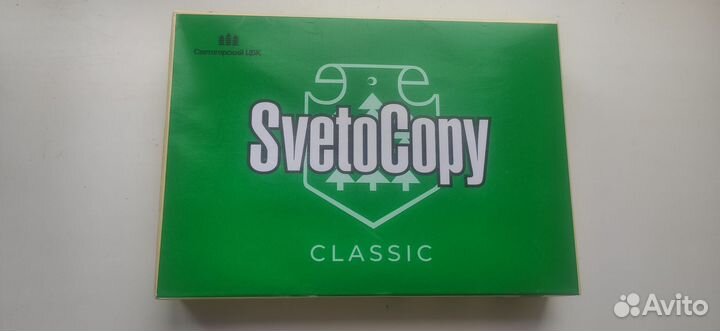 Светогорский ЦБК
SvetoCopy
CLASSIC
Avito